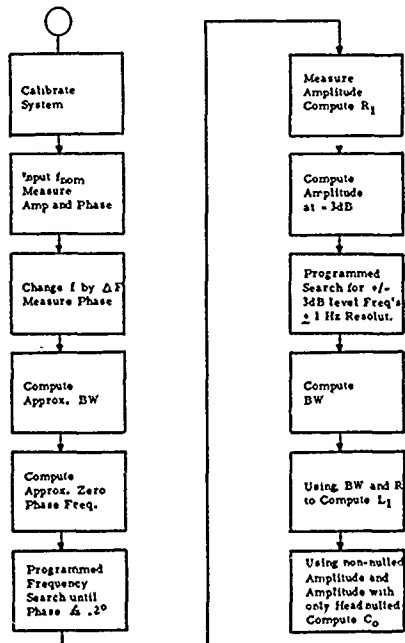 Calibrate
System
Input fnom
Measure
Amp and Phase
Change f by ΔF
Measure Phase
Compute
Approx. BW
Compute
Approx. Zero
Phase Freq.
Programmed
Frequency
Search until
Phase ≤ .2°
Measure
Amplitude
Compute R1
Compute
Amplitude
at - 3dB
Programmed
Search for +/-
3dB level Freq's
± 1 Hz Resolut.
Compute
BW
Using BW and R
to Compute L1
Using non-nulled
Amplitude and
Amplitude with
only Head nulled
Compute Co